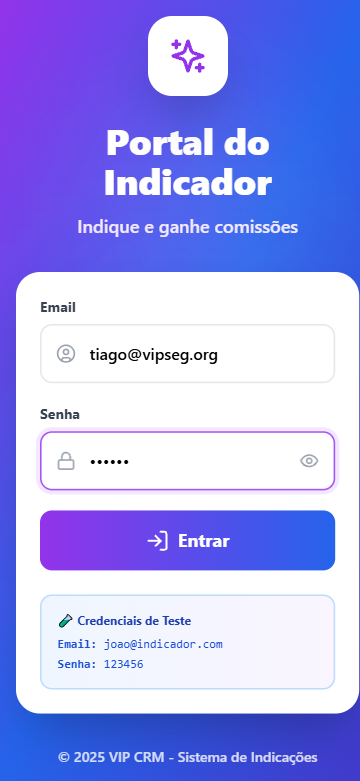 Portal do
Indicador
Indique e ganhe comissões
Email
tiago@vipseg.org
Senha
••••••
Entrar
Credenciais de Teste
Email: joao@indicador.com
Senha: 123456
© 2025 VIP CRM - Sistema de Indicações